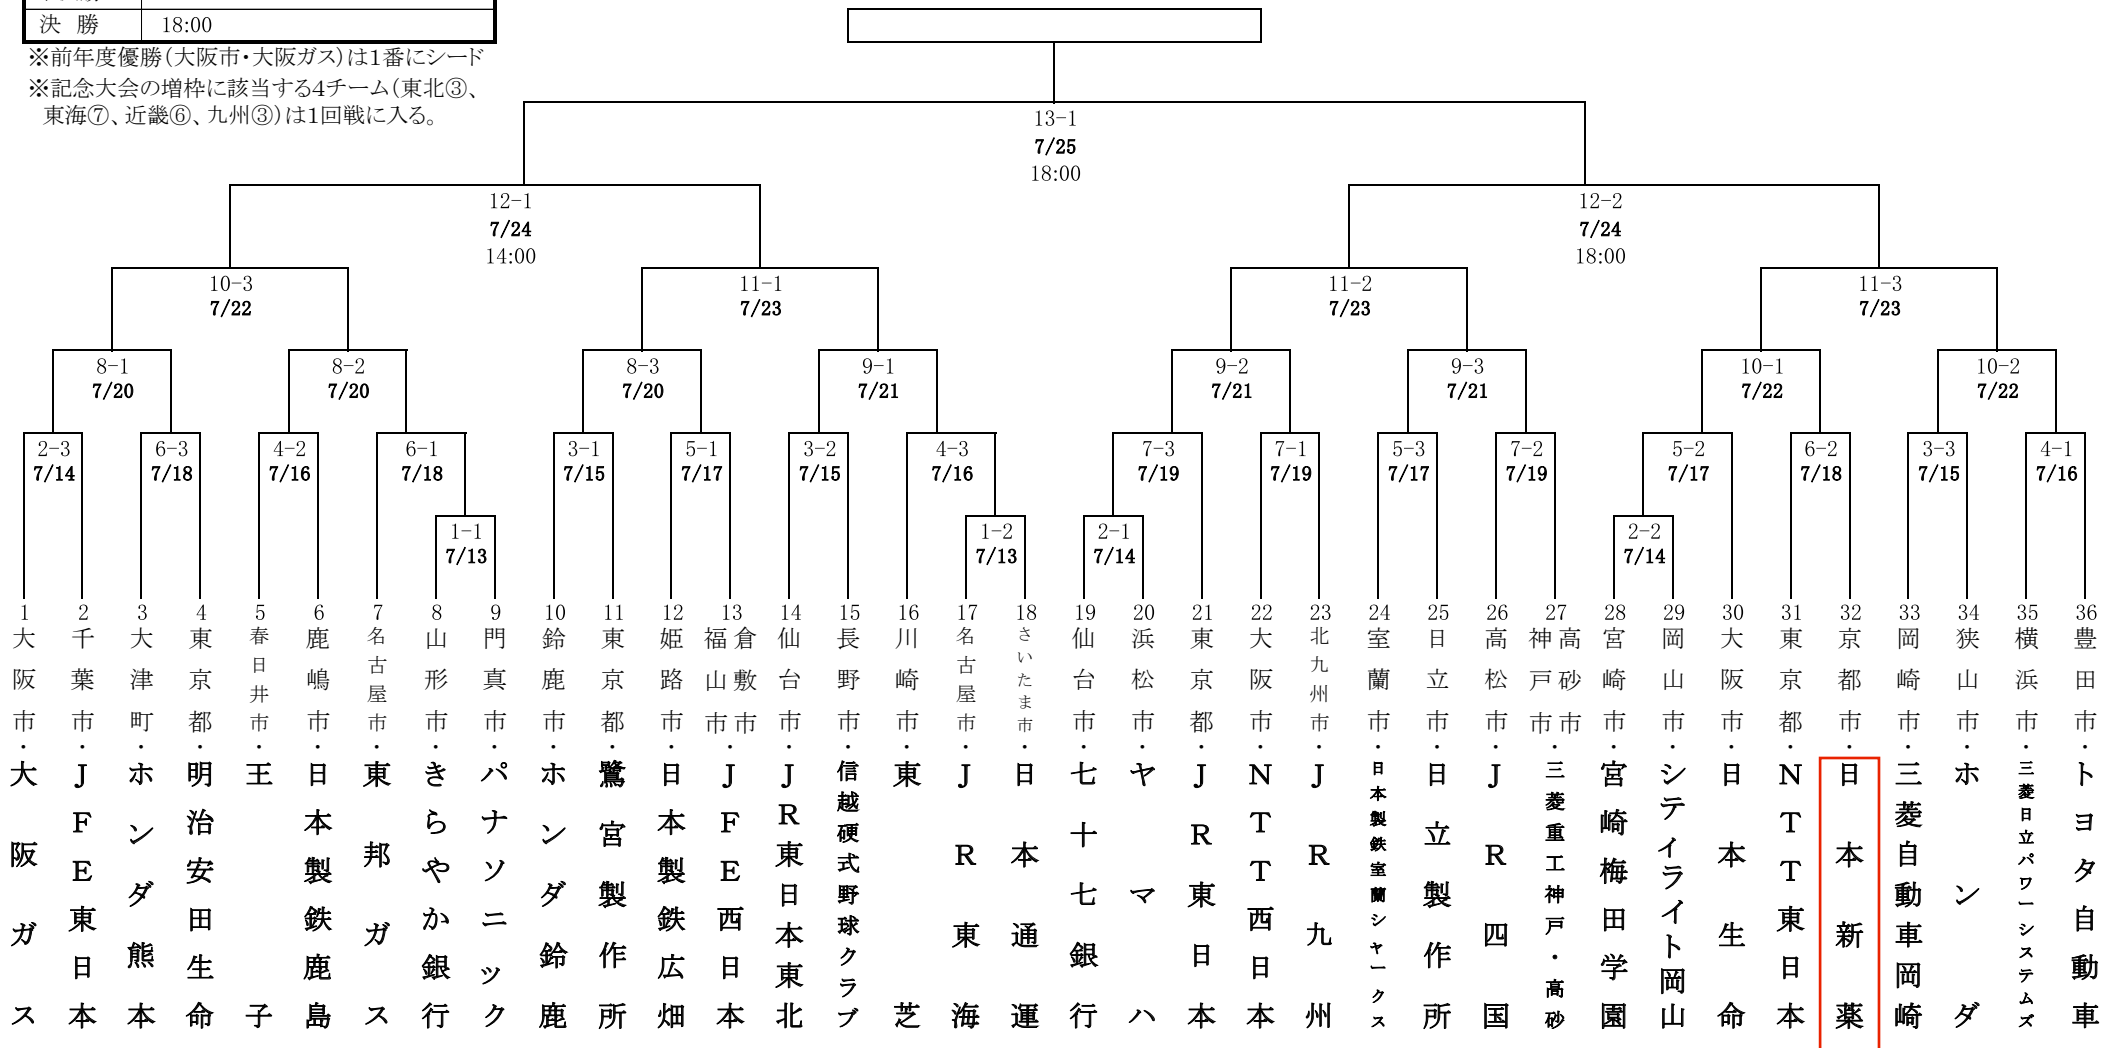 決 勝 18:00
※前年度優勝(大阪市・大阪ガス)は1番にシード
※記念大会の増枠に該当する4チーム(東北③、
東海⑦、近畿⑥、九州③)は1回戦に入る。
13-1
7/25
18:00
12-1
7/24
14:00
12-2
7/24
18:00
10-3
7/22
11-1
7/23
11-2
7/23
11-3
7/23
8-1
7/20
8-2
7/20
8-3
7/20
9-1
7/21
9-2
7/21
9-3
7/21
10-1
7/22
10-2
7/22
2-3
7/14
6-3
7/18
4-2
7/16
6-1
7/18
3-1
7/15
5-1
7/17
3-2
7/15
4-3
7/16
7-3
7/19
7-1
7/19
5-3
7/17
7-2
7/19
5-2
7/17
6-2
7/18
3-3
7/15
4-1
7/16
1-1
7/13
1-2
7/13
2-1
7/14
2-2
7/14
1 大阪市・大阪ガス
2 千葉市・JFE東日本
3 大津町・ホンダ熊本
4 東京都・明治安田生命
5 春日井市・王子
6 鹿嶋市・日本製鉄鹿島
7 名古屋市・東邦ガス
8 山形市・きらやか銀行
9 門真市・パナソニック
10 鈴鹿市・ホンダ鈴鹿
11 東京都・鷺宮製作所
12 姫路市・日本製鉄広畑
13 倉敷市 福山市・JFE西日本
14 仙台市・JR東日本東北
15 長野市・信越硬式野球クラブ
16 川崎市・東芝
17 名古屋市・JR東海
18 さいたま市・日本通運
19 仙台市・七十七銀行
20 浜松市・ヤマハ
21 東京都・JR東日本
22 大阪市・NTT西日本
23 北九州市・JR九州
24 室蘭市・日本製鉄室蘭シャークス
25 日立市・日立製作所
26 高松市・JR四国
27 高砂市 神戸市・三菱重工神戸・高砂
28 宮崎市・宮崎梅田学園
29 岡山市・シティライト岡山
30 大阪市・日本生命
31 東京都・NTT東日本
32 京都市・日本新薬
33 岡崎市・三菱自動車岡崎
34 狭山市・ホンダ
35 横浜市・三菱日立パワーシステムズ
36 豊田市・トヨタ自動車